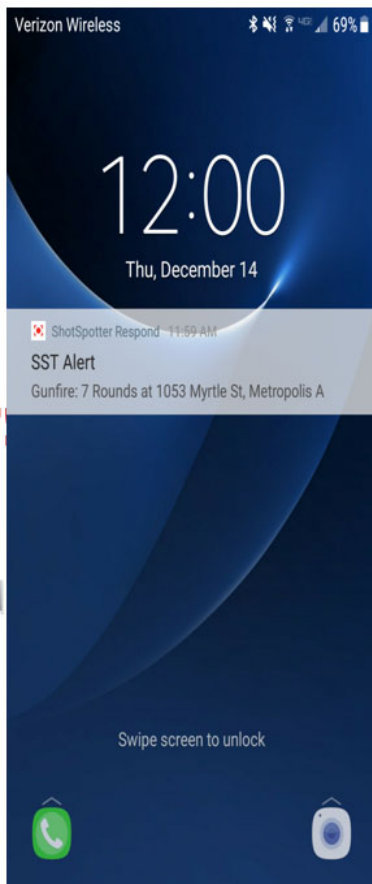 Verizon Wireless 69%
12:00
Thu, December 14
ShotSpotter Respond 11:59 AM
SST Alert
Gunfire: 7 Rounds at 1053 Myrtle St, Metropolis A
Swipe screen to unlock